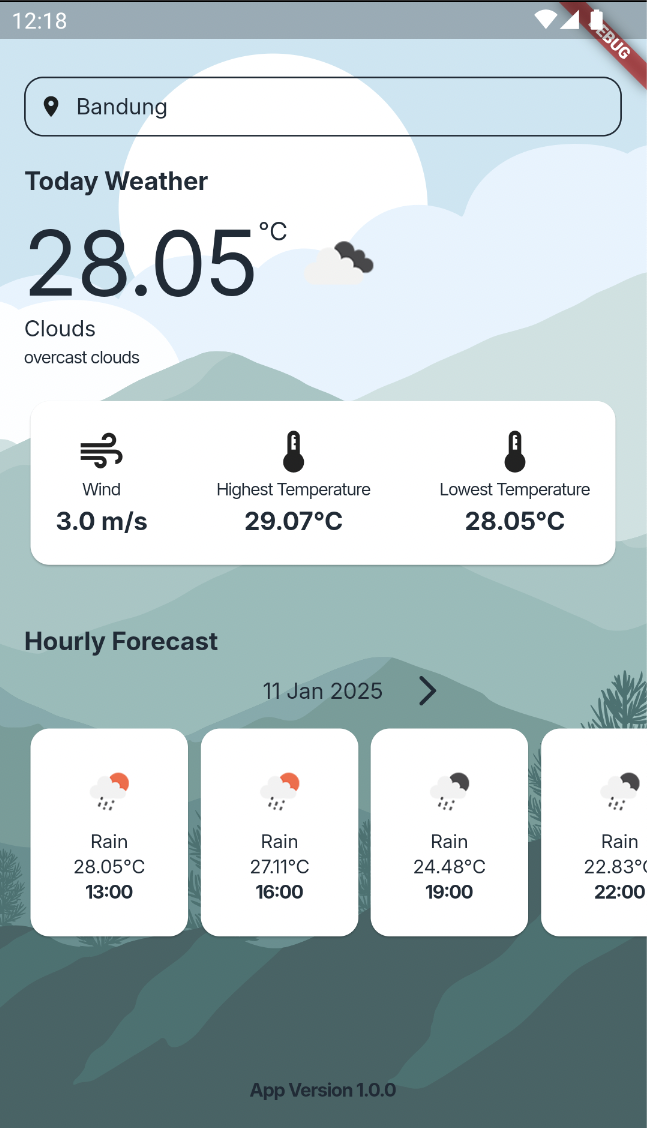 12:18
DEBUG
Bandung
Today Weather
28.05 °C
Clouds
overcast clouds
Wind Highest Temperature Lowest Temperature
3.0 m/s 29.07°C 28.05°C
Hourly Forecast
11 Jan 2025
Rain Rain Rain Rain
28.05°C 27.11°C 24.48°C 22.83°C
13:00 16:00 19:00 22:00
App Version 1.0.0